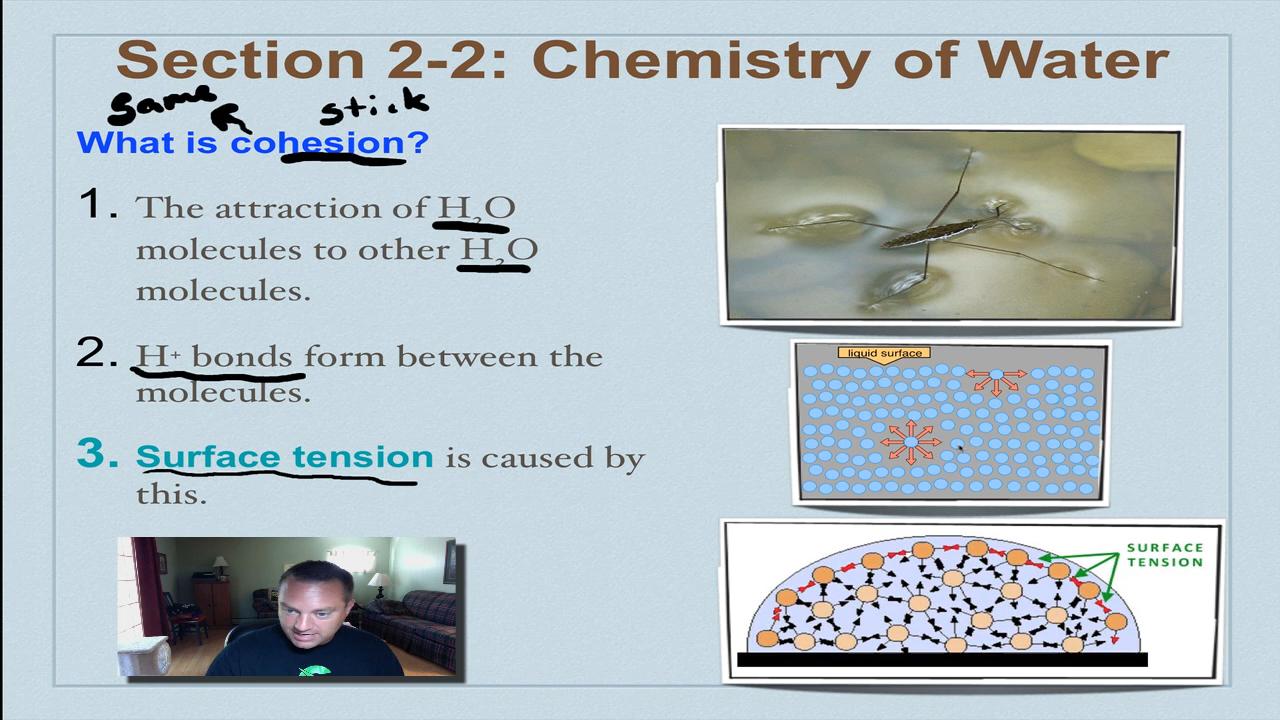 Section 2-2: Chemistry of Water
same stick
What is cohesion?
1. The attraction of H₂O
molecules to other H₂O
molecules.
2. H⁺ bonds form between the
molecules.
3. Surface tension is caused by
this.
liquid surface
SURFACE
TENSION